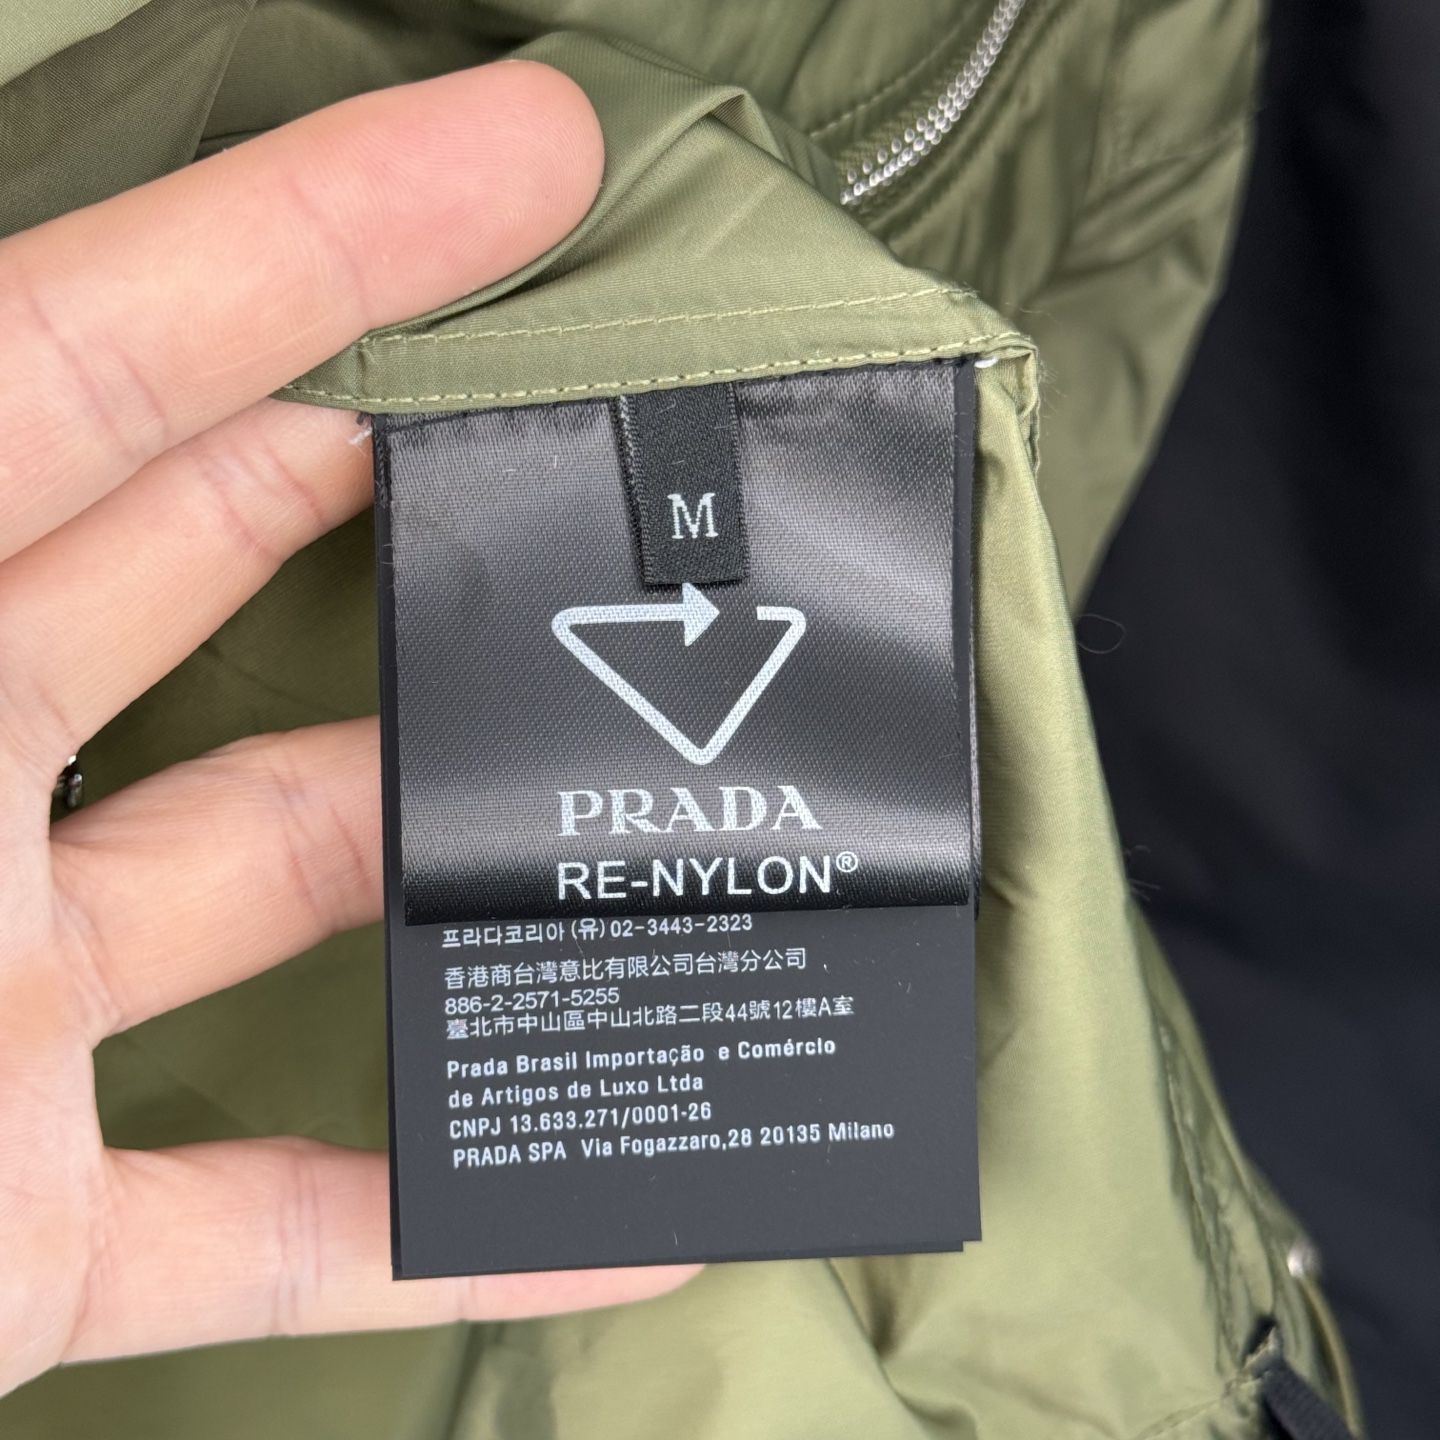 M
PRADA
RE-NYLON®
프라다코리아 (유) 02-3443-2323
香港商台灣意比有限公司台灣分公司
886-2-2571-5255
臺北市中山區中山北路二段44號12樓A室
Prada Brasil Importação e Comércio
de Artigos de Luxo Ltda
CNPJ 13.633.271/0001-26
PRADA SPA Via Fogazzaro,28 20135 Milano